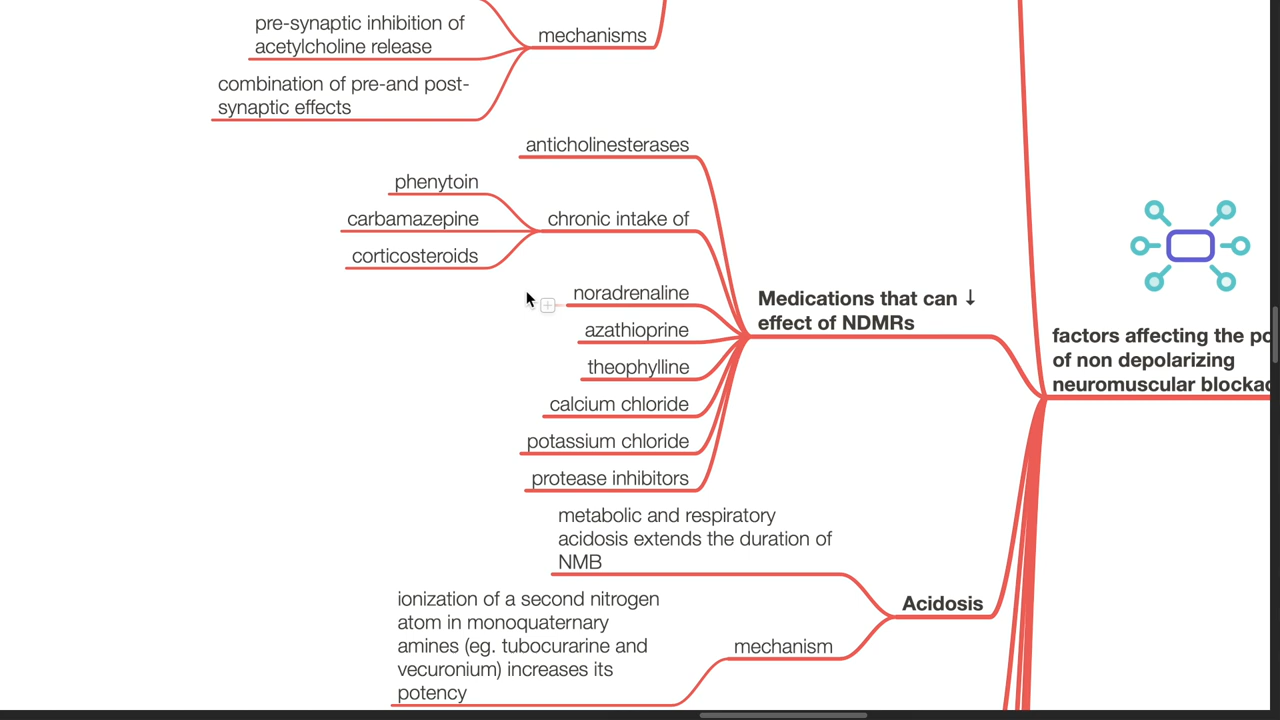 pre-synaptic inhibition of
acetylcholine release
mechanisms
combination of pre-and post-
synaptic effects
anticholinesterases
phenytoin
carbamazepine
corticosteroids
chronic intake of
noradrenaline
azathioprine
theophylline
calcium chloride
potassium chloride
protease inhibitors
Medications that can ↓
effect of NDMRs
factors affecting the po
of non depolarizing
neuromuscular blockad
metabolic and respiratory
acidosis extends the duration of
NMB
Acidosis
mechanism
ionization of a second nitrogen
atom in monoquaternary
amines (eg. tubocurarine and
vecuronium) increases its
potency